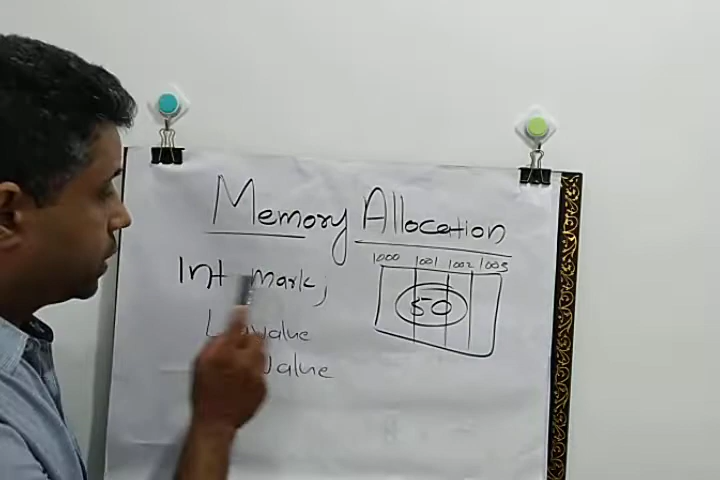 Memory Allocation
1000 1001 1002 1003
Int mark;
50
L value
value